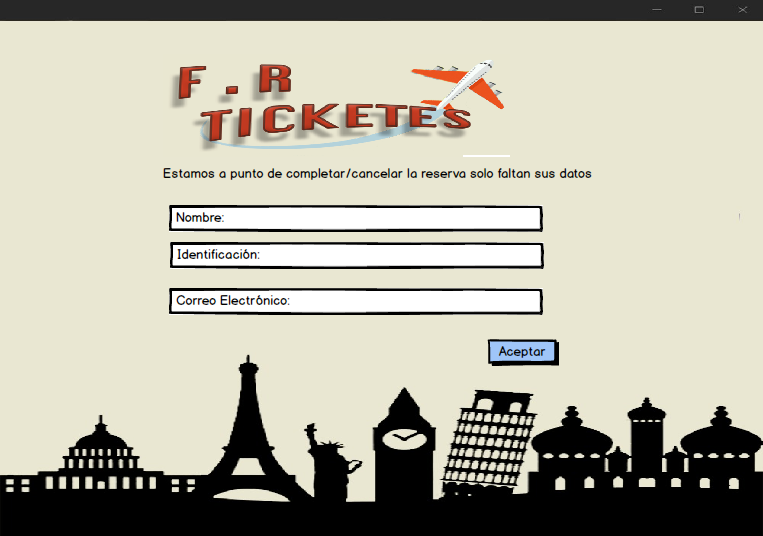 F.R
TICKETES
Estamos a punto de completar/cancelar la reserva solo faltan sus datos
Nombre:
Identificación:
Correo Electrónico:
Aceptar